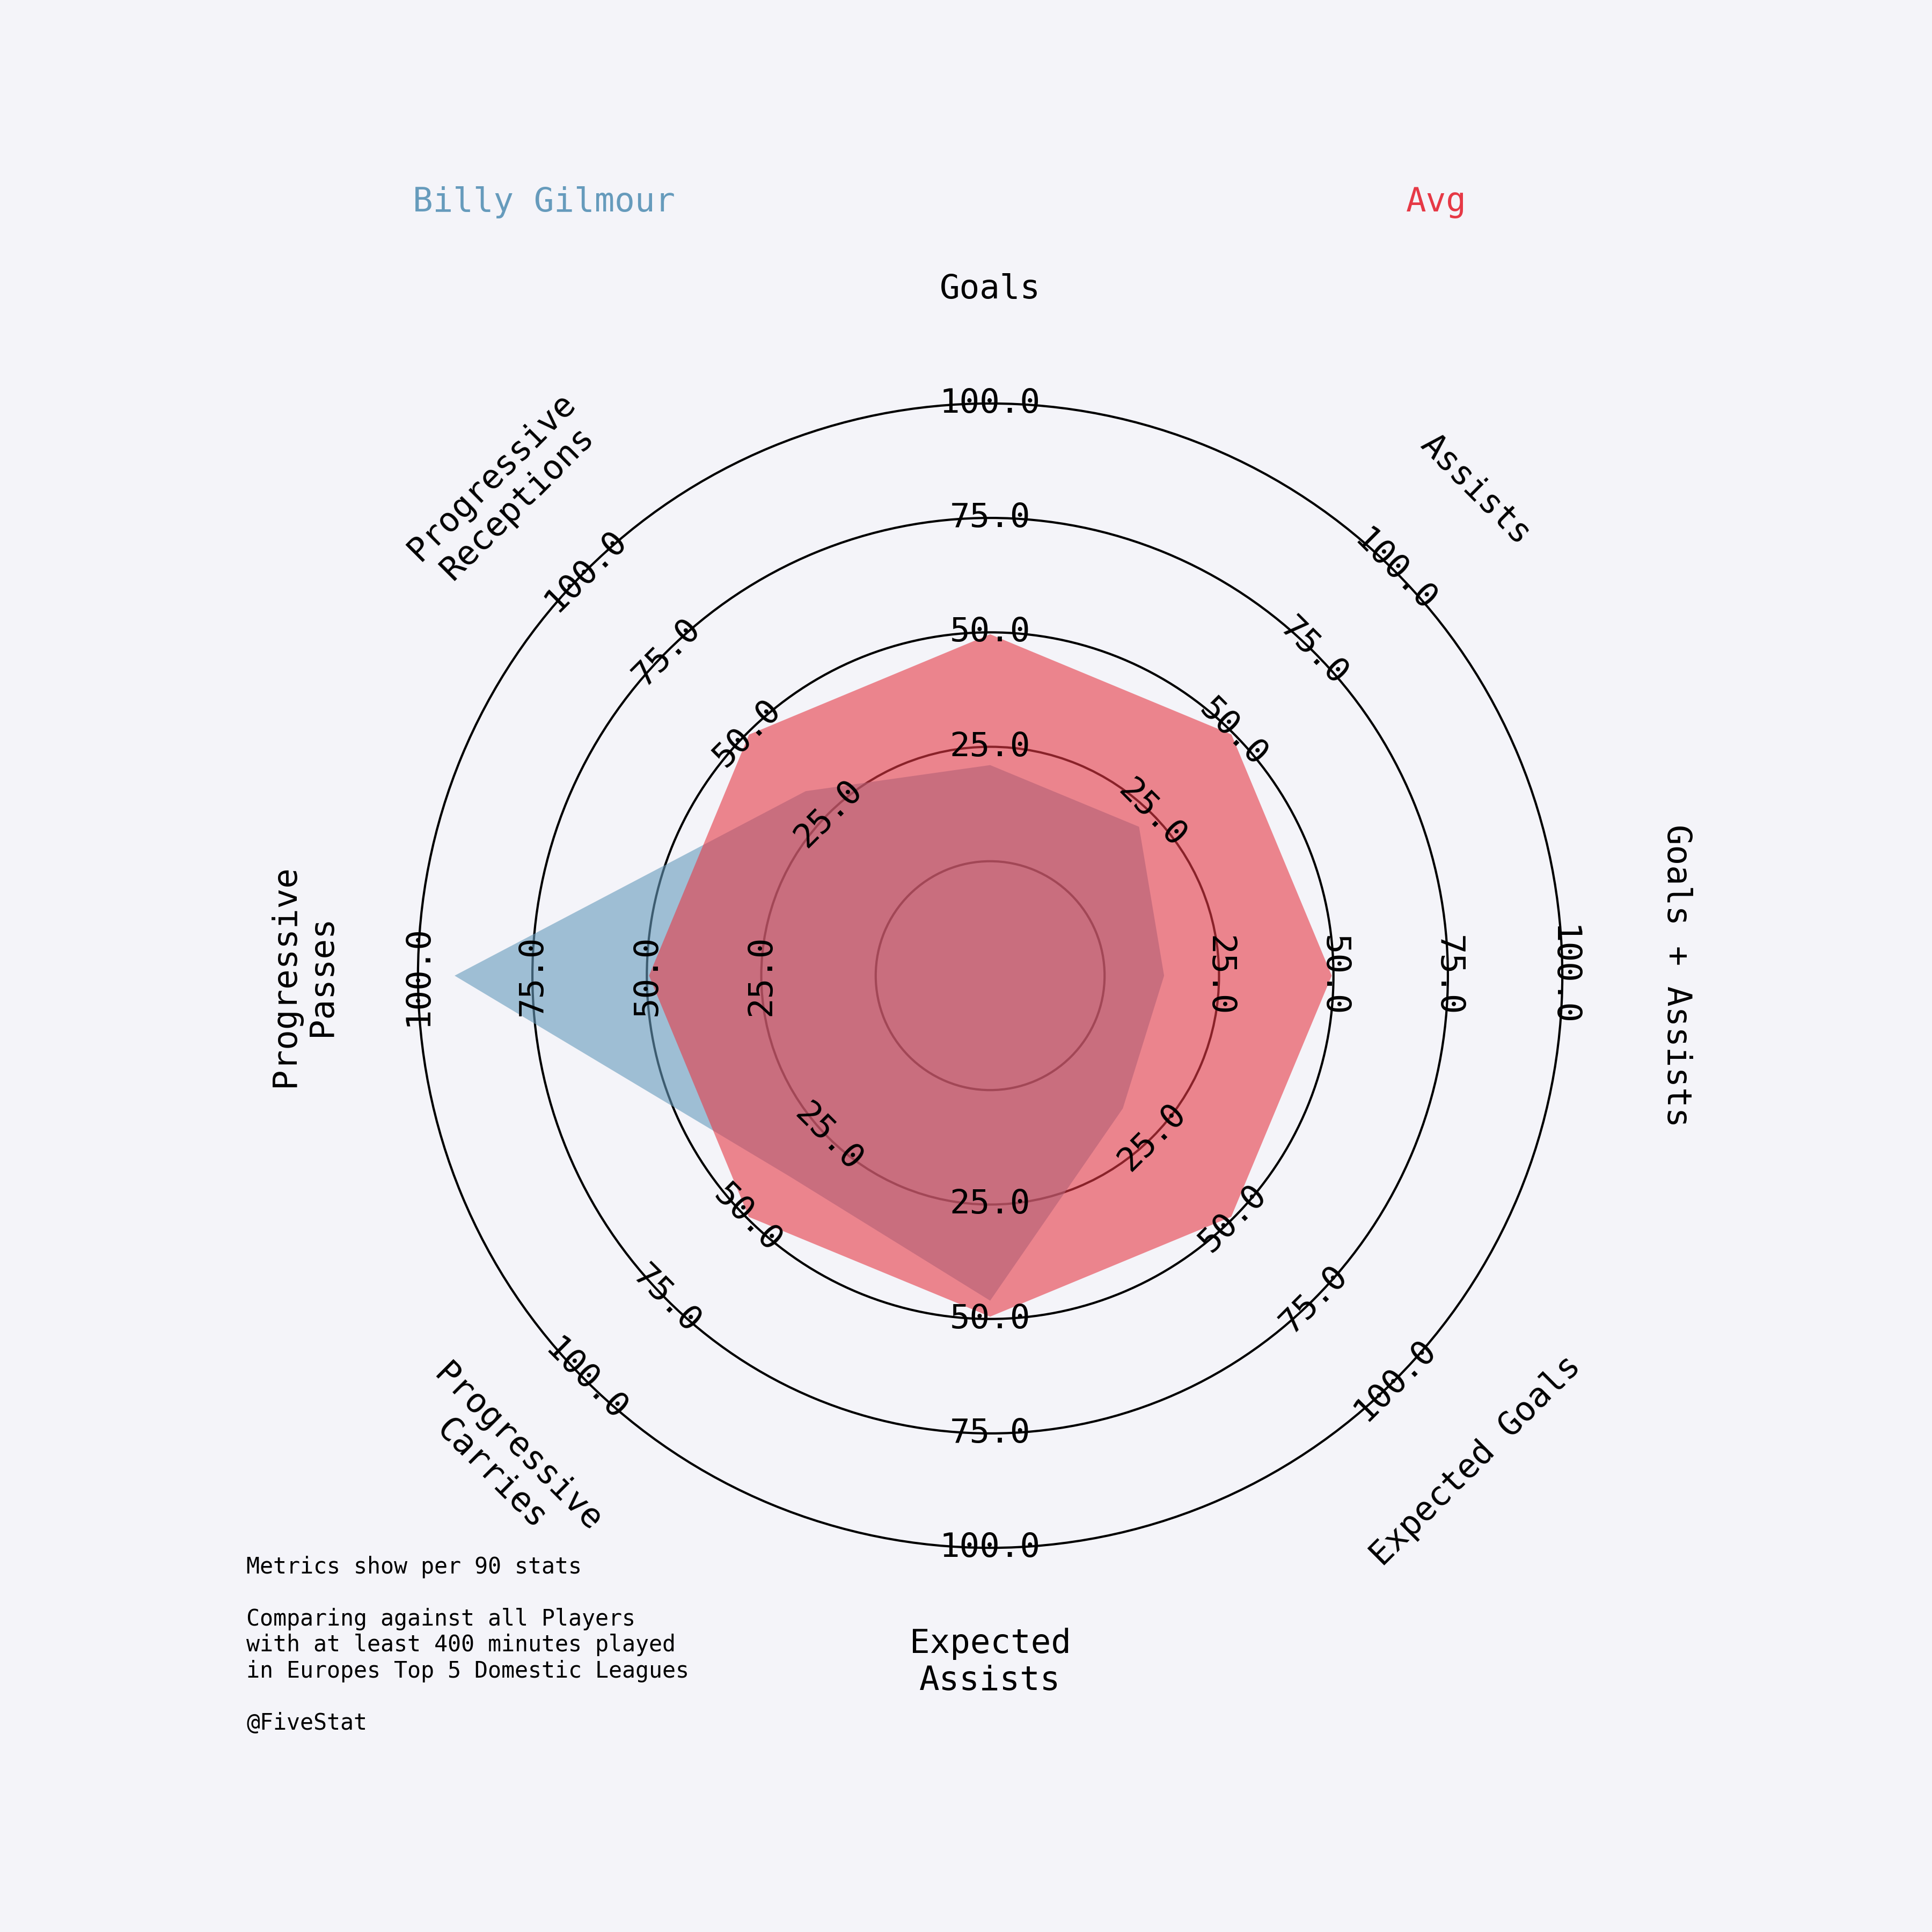 Billy Gilmour
Avg
Goals
Assists
Goals + Assists
Expected Goals
Expected
Assists
Progressive
Carries
Progressive
Passes
Progressive
Receptions
25.0
50.0
75.0
100.0
25.0
50.0
75.0
100.0
25.0
50.0
75.0
100.0
25.0
50.0
75.0
100.0
25.0
50.0
75.0
100.0
25.0
50.0
75.0
100.0
25.0
50.0
75.0
100.0
25.0
50.0
75.0
100.0
Metrics show per 90 stats
Comparing against all Players
with at least 400 minutes played
in Europes Top 5 Domestic Leagues
@FiveStat